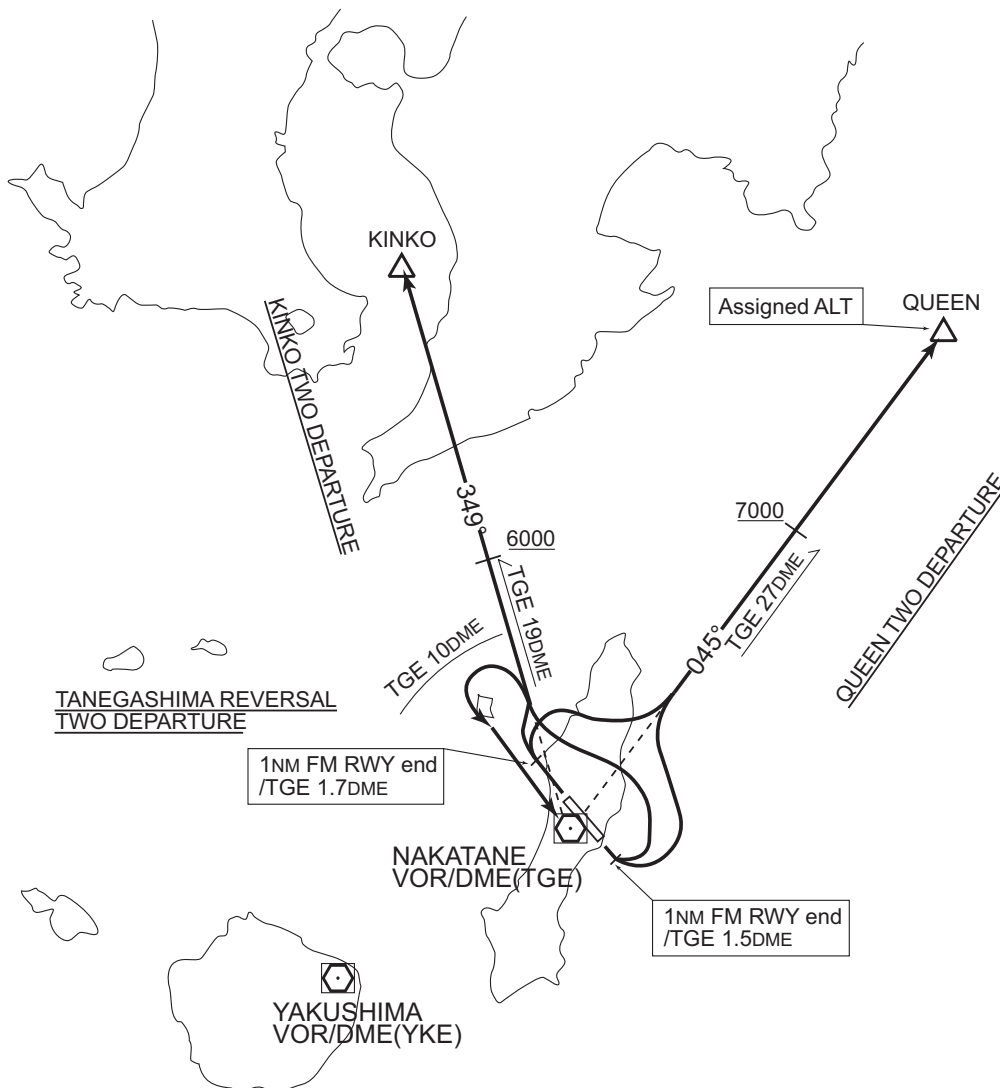 KINKO
Assigned ALT
QUEEN
KINKO TWO DEPARTURE
349°
6000
TGE 19DME
7000
TGE 27DME
045°
QUEEN TWO DEPARTURE
TGE 10DME
TANEGASHIMA REVERSAL
TWO DEPARTURE
1NM FM RWY end
/TGE 1.7DME
NAKATANE
VOR/DME(TGE)
1NM FM RWY end
/TGE 1.5DME
YAKUSHIMA
VOR/DME(YKE)